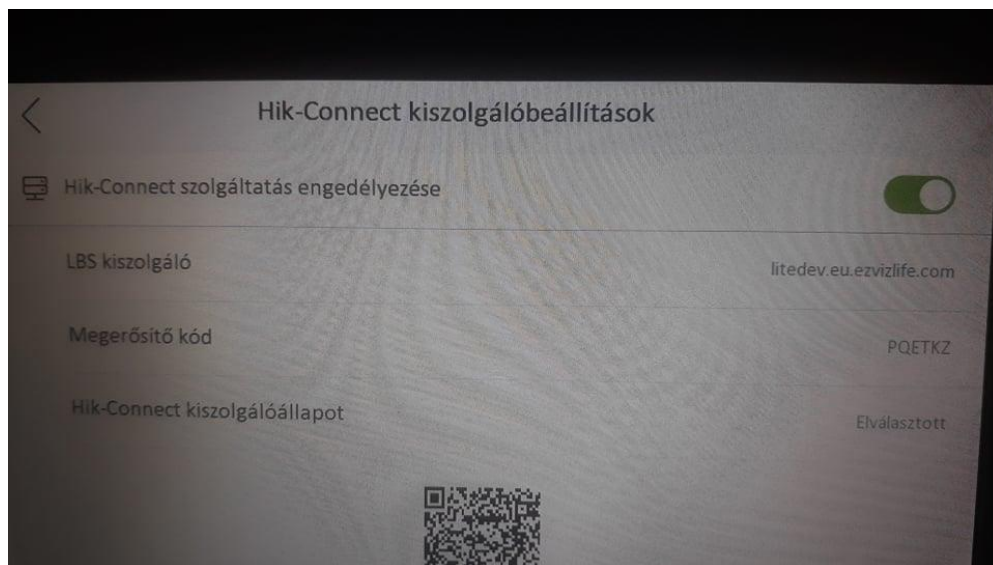 Hik-Connect kiszolgálóbeállítások
Hik-Connect szolgáltatás engedélyezése
LBS kiszolgáló
litedev.eu.ezvizlife.com
Megerősítő kód
PQETKZ
Hik-Connect kiszolgálóállapot
Elválasztott